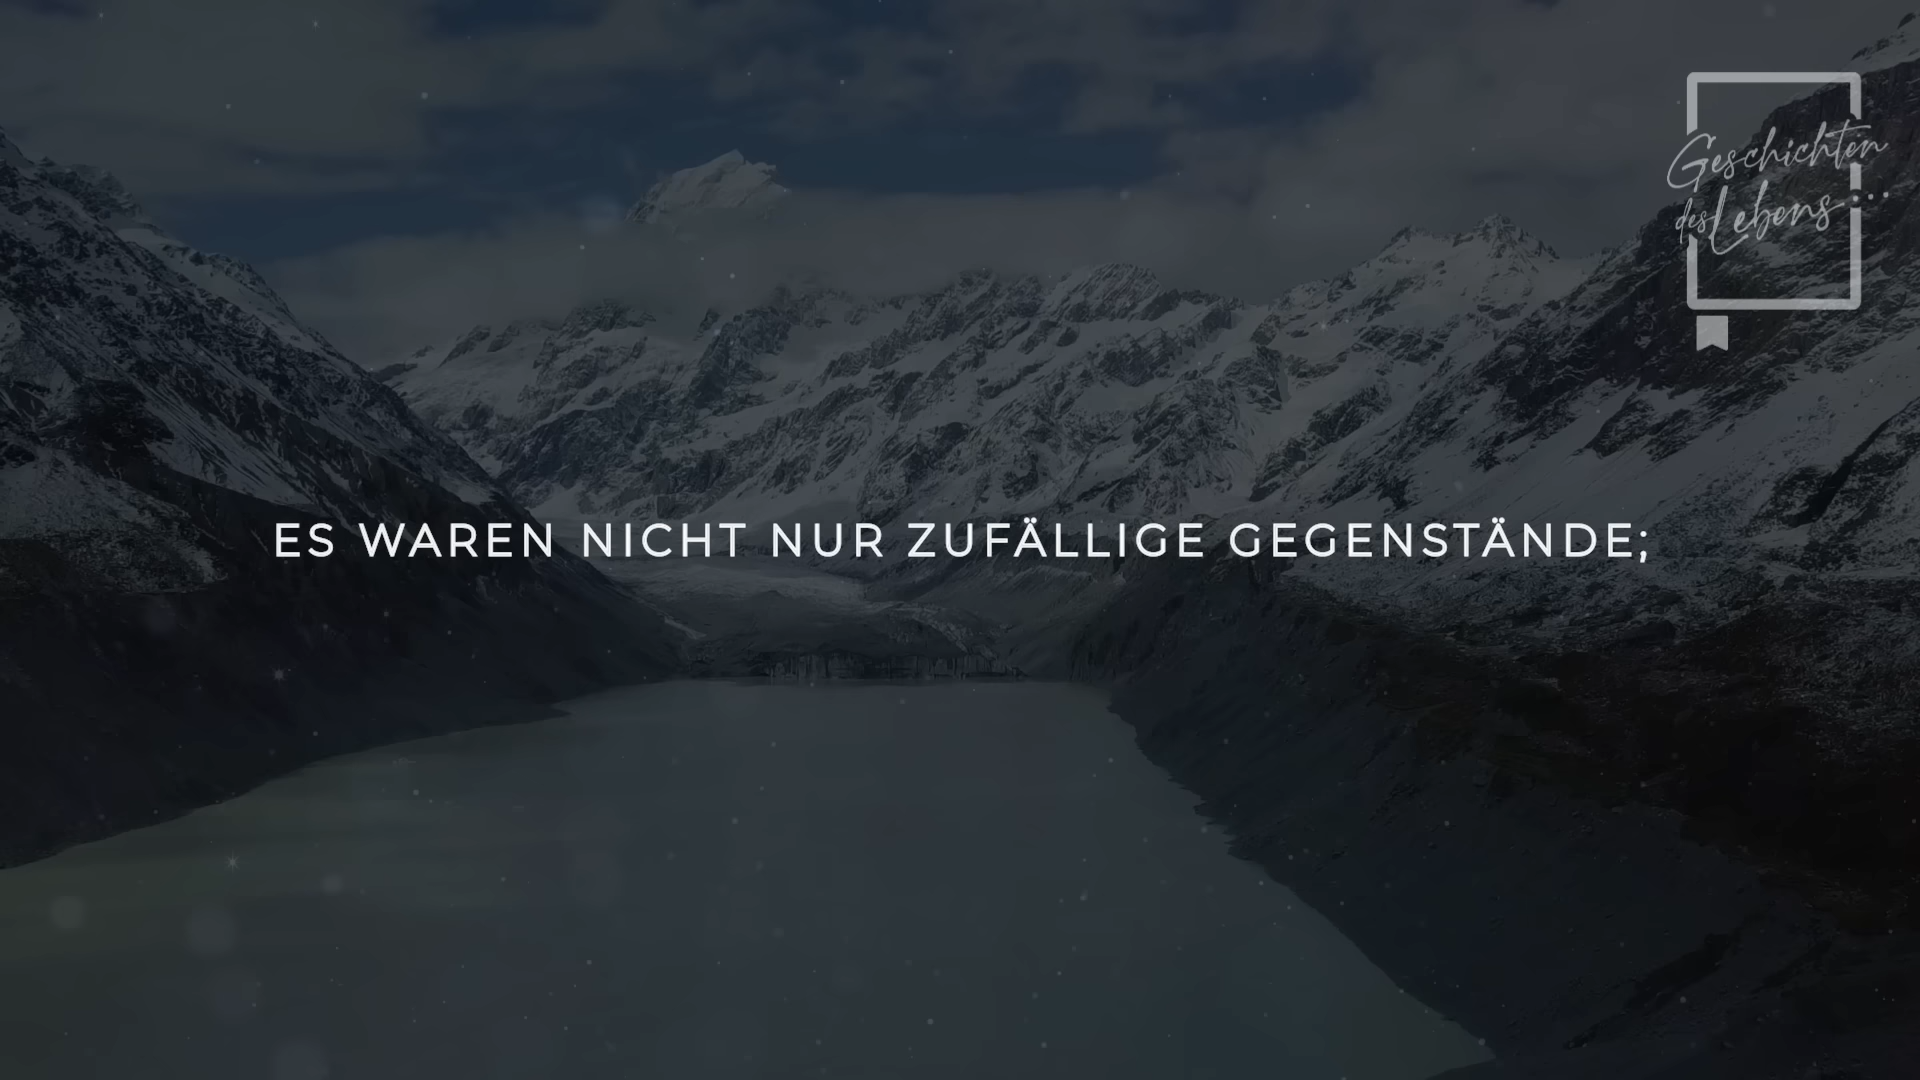 Geschichten
des Lebens...
ES WAREN NICHT NUR ZUFÄLLIGE GEGENSTÄNDE;